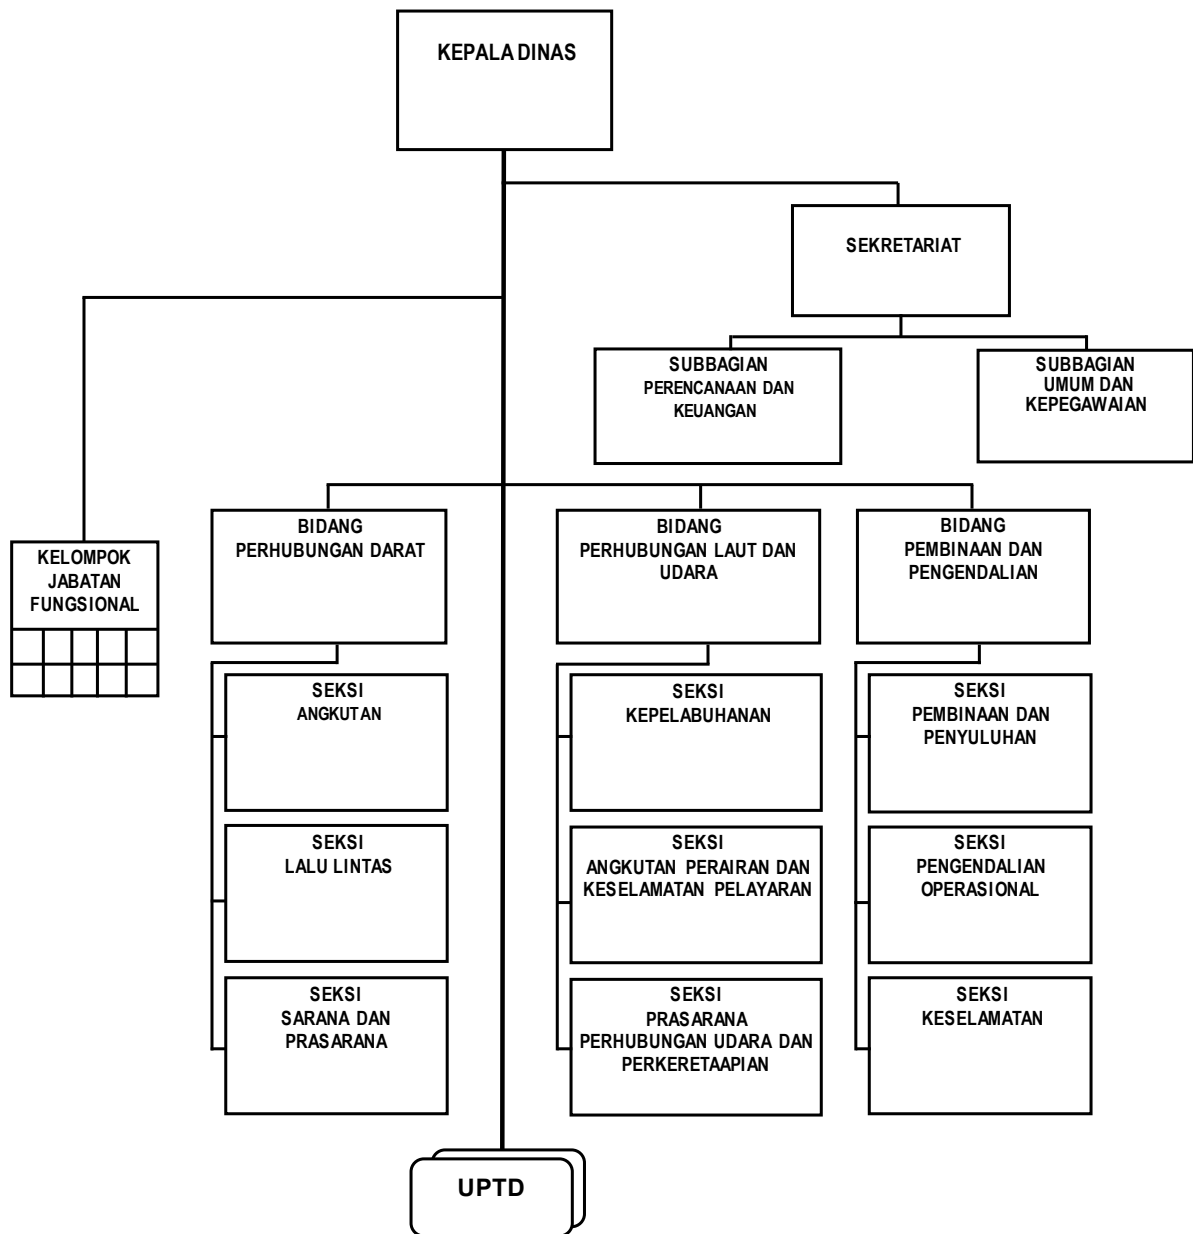 KEPALA DINAS
SEKRETARIAT
SUBBAGIAN
PERENCANAAN DAN
KEUANGAN
SUBBAGIAN
UMUM DAN
KEPEGAWAIAN
KELOMPOK
JABATAN
FUNGSIONAL
BIDANG
PERHUBUNGAN DARAT
BIDANG
PERHUBUNGAN LAUT DAN
UDARA
BIDANG
PEMBINAAN DAN
PENGENDALIAN
SEKSI
ANGKUTAN
SEKSI
KEPELABUHANAN
SEKSI
PEMBINAAN DAN
PENYULUHAN
SEKSI
LALU LINTAS
SEKSI
ANGKUTAN PERAIRAN DAN
KESELAMATAN PELAYARAN
SEKSI
PENGENDALIAN
OPERASIONAL
SEKSI
SARANA DAN
PRASARANA
SEKSI
PRASARANA
PERHUBUNGAN UDARA DAN
PERKERETAAPIAN
SEKSI
KESELAMATAN
UPTD